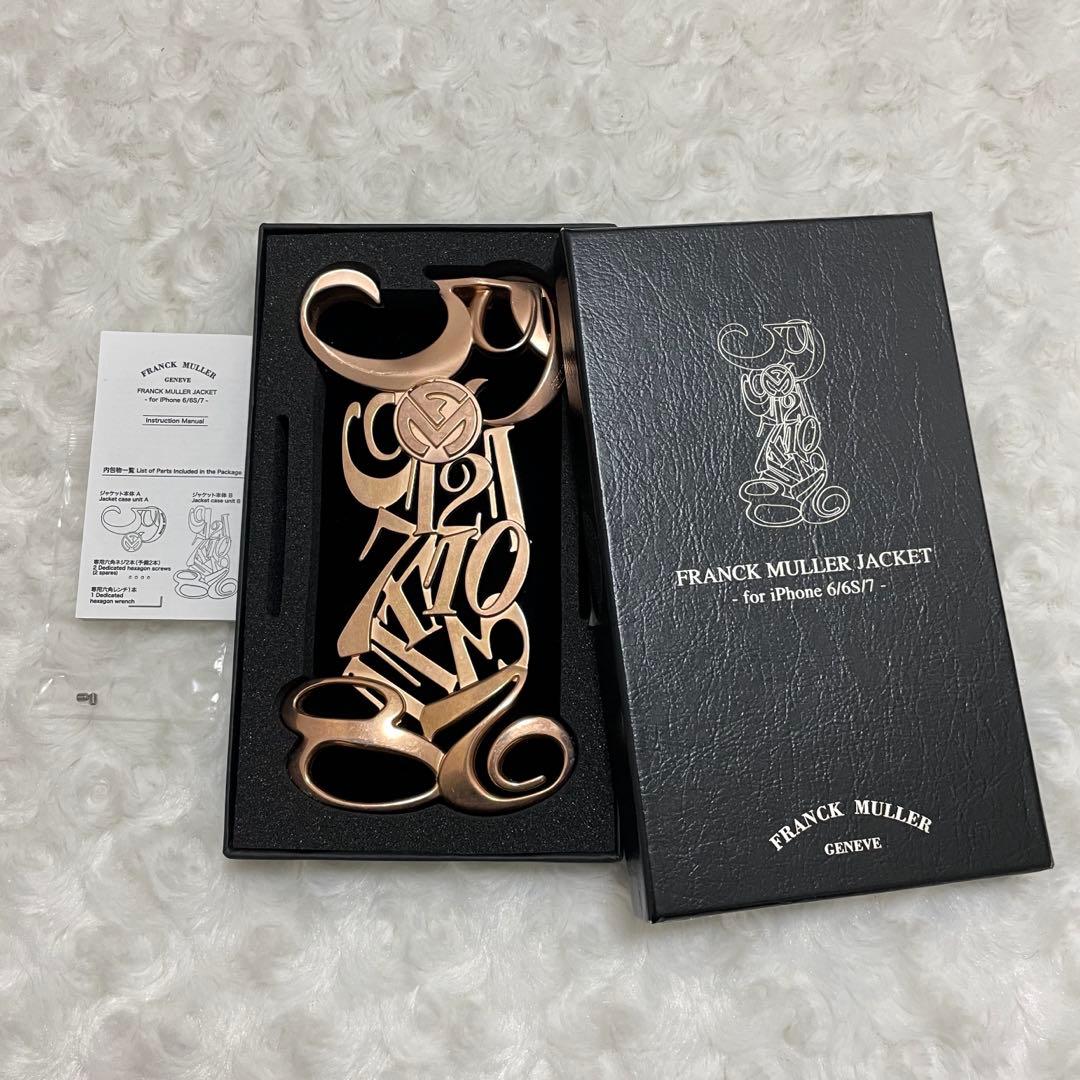 FRANCK MULLER
GENEVE
FRANCK MULLER JACKET
- for iPhone 6/6S/7 -
Instruction Manual
内包物一覧 List of Parts Included in the Package
ジャケット本体 A
Jacket case unit A
ジャケット本体 B
Jacket case unit B
専用六角ネジ2本(予備2本)
2 Dedicated hexagon screws
(2 spares)
専用六角レンチ1本
1 Dedicated
hexagon wrench
12
10
7
8
FRANCK MULLER JACKET
- for iPhone 6/6S/7 -
FRANCK MULLER
GENEVE